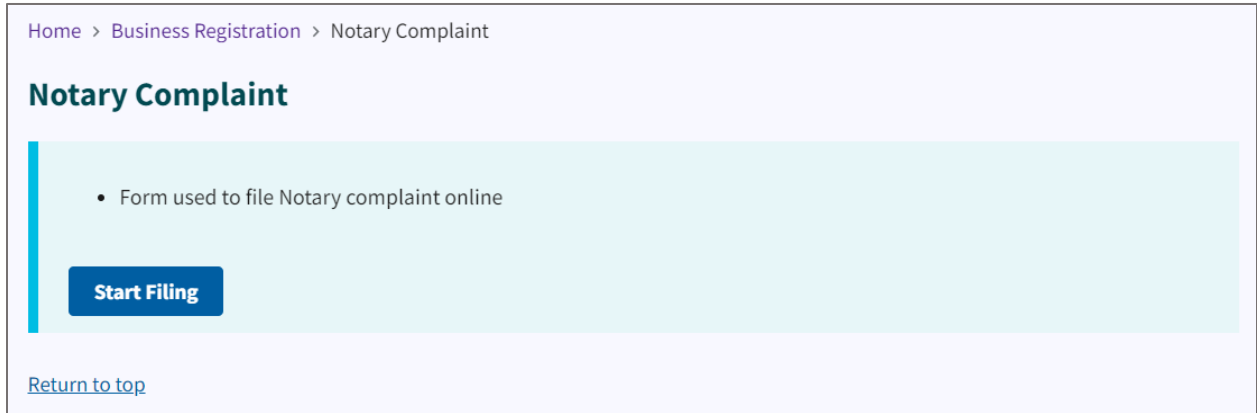 Home > Business Registration > Notary Complaint
Notary Complaint
• Form used to file Notary complaint online
Start Filing
Return to top